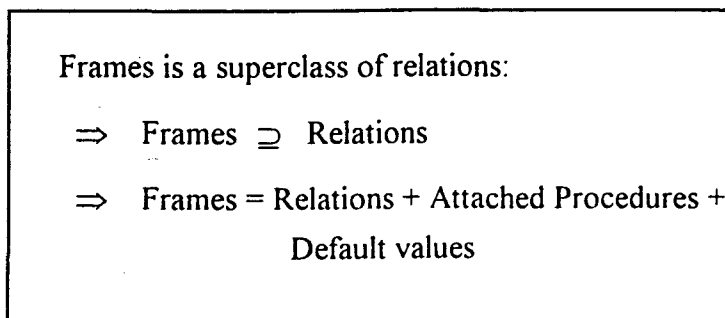 Frames is a superclass of relations:
⇒ Frames ⊇ Relations
⇒ Frames = Relations + Attached Procedures +
Default values